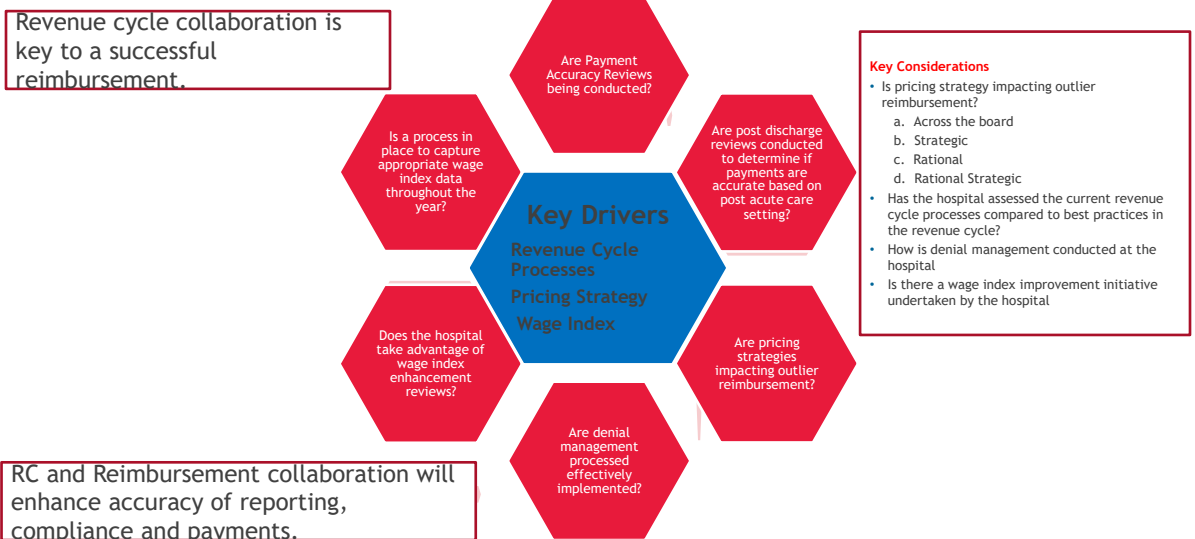 Revenue cycle collaboration is
key to a successful
reimbursement.
Are Payment
Accuracy Reviews
being conducted?
Is a process in
place to capture
appropriate wage
index data
throughout the
year?
Are post discharge
reviews conducted
to determine if
payments are
accurate based on
post acute care
setting?
Key Drivers
Revenue Cycle
Processes
Pricing Strategy
Wage Index
Does the hospital
take advantage of
wage index
enhancement
reviews?
Are pricing
strategies
impacting outlier
reimbursement?
Are denial
management
processed
effectively
implemented?
Key Considerations
• Is pricing strategy impacting outlier
reimbursement?
a. Across the board
b. Strategic
c. Rational
d. Rational Strategic
• Has the hospital assessed the current revenue
cycle processes compared to best practices in
the revenue cycle?
• How is denial management conducted at the
hospital
• Is there a wage index improvement initiative
undertaken by the hospital
RC and Reimbursement collaboration will
enhance accuracy of reporting,
compliance and payments.